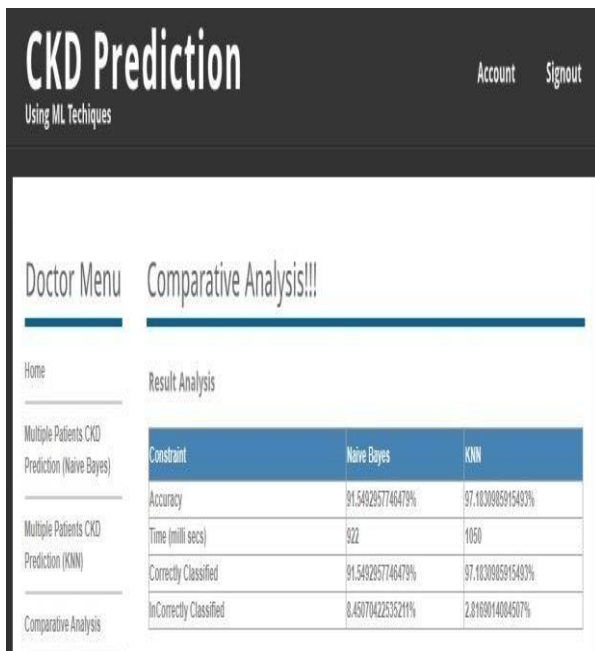 CKD Prediction
Using ML Techiques
Account Signout
Doctor Menu
Home
Multiple Patients CKD
Prediction (Naive Bayes)
Multiple Patients CKD
Prediction (KNN)
Comparative Analysis
Comparative Analysis!!!
Result Analysis
Constraint Naive Bayes KNN
Accuracy 91.5492957746479% 97.1830985915493%
Time (milli secs) 922 1050
Correctly Classified 91.5492957746479% 97.1830985915493%
InCorrectly Classified 8.45070422535211% 2.8169014084507%